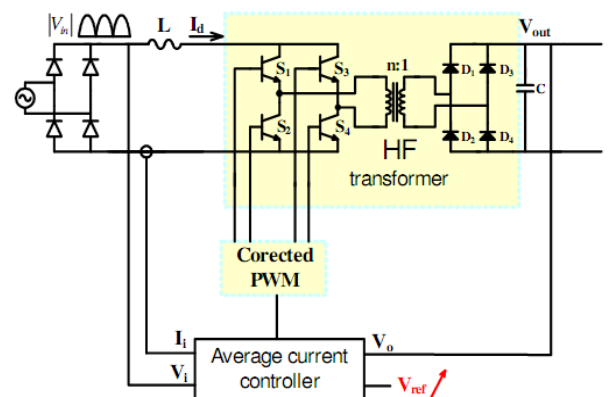 |Vin|
L
Id
Vout
S1
S3
n:1
D1
D3
C
S2
S4
D2
D4
HF
transformer
Corected
PWM
Ii
Vo
Average current
controller
Vi
Vref